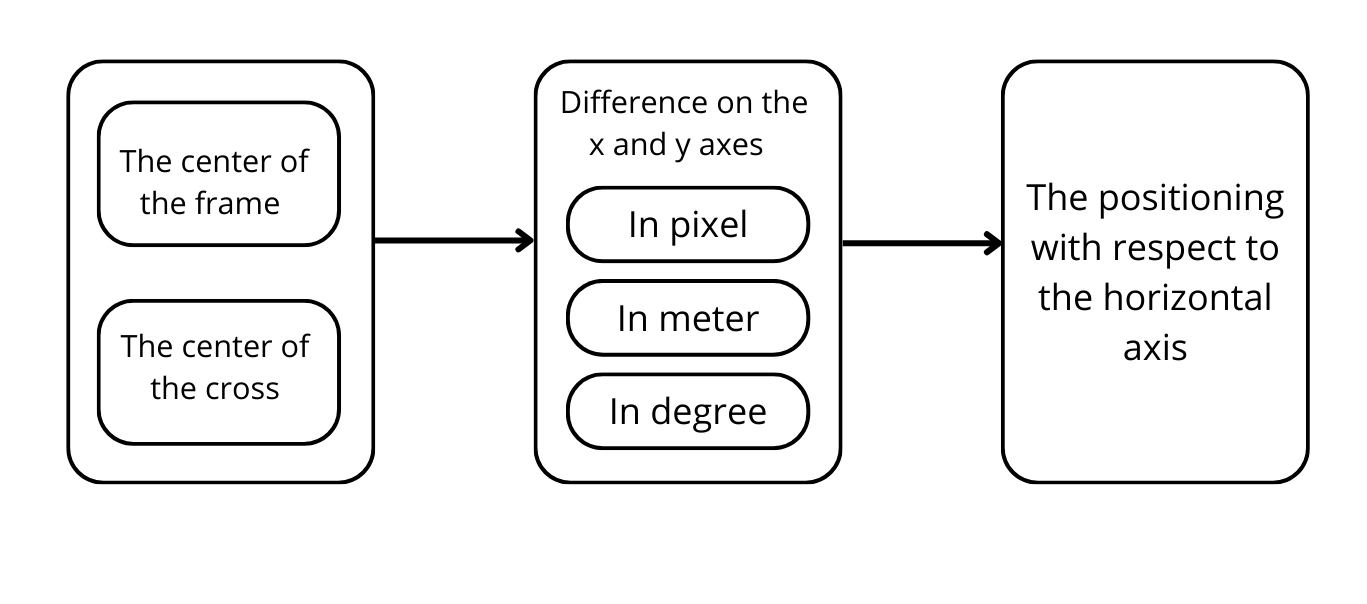 The center of
the frame
The center of
the cross
Difference on the
x and y axes
In pixel
In meter
In degree
The positioning
with respect to
the horizontal
axis